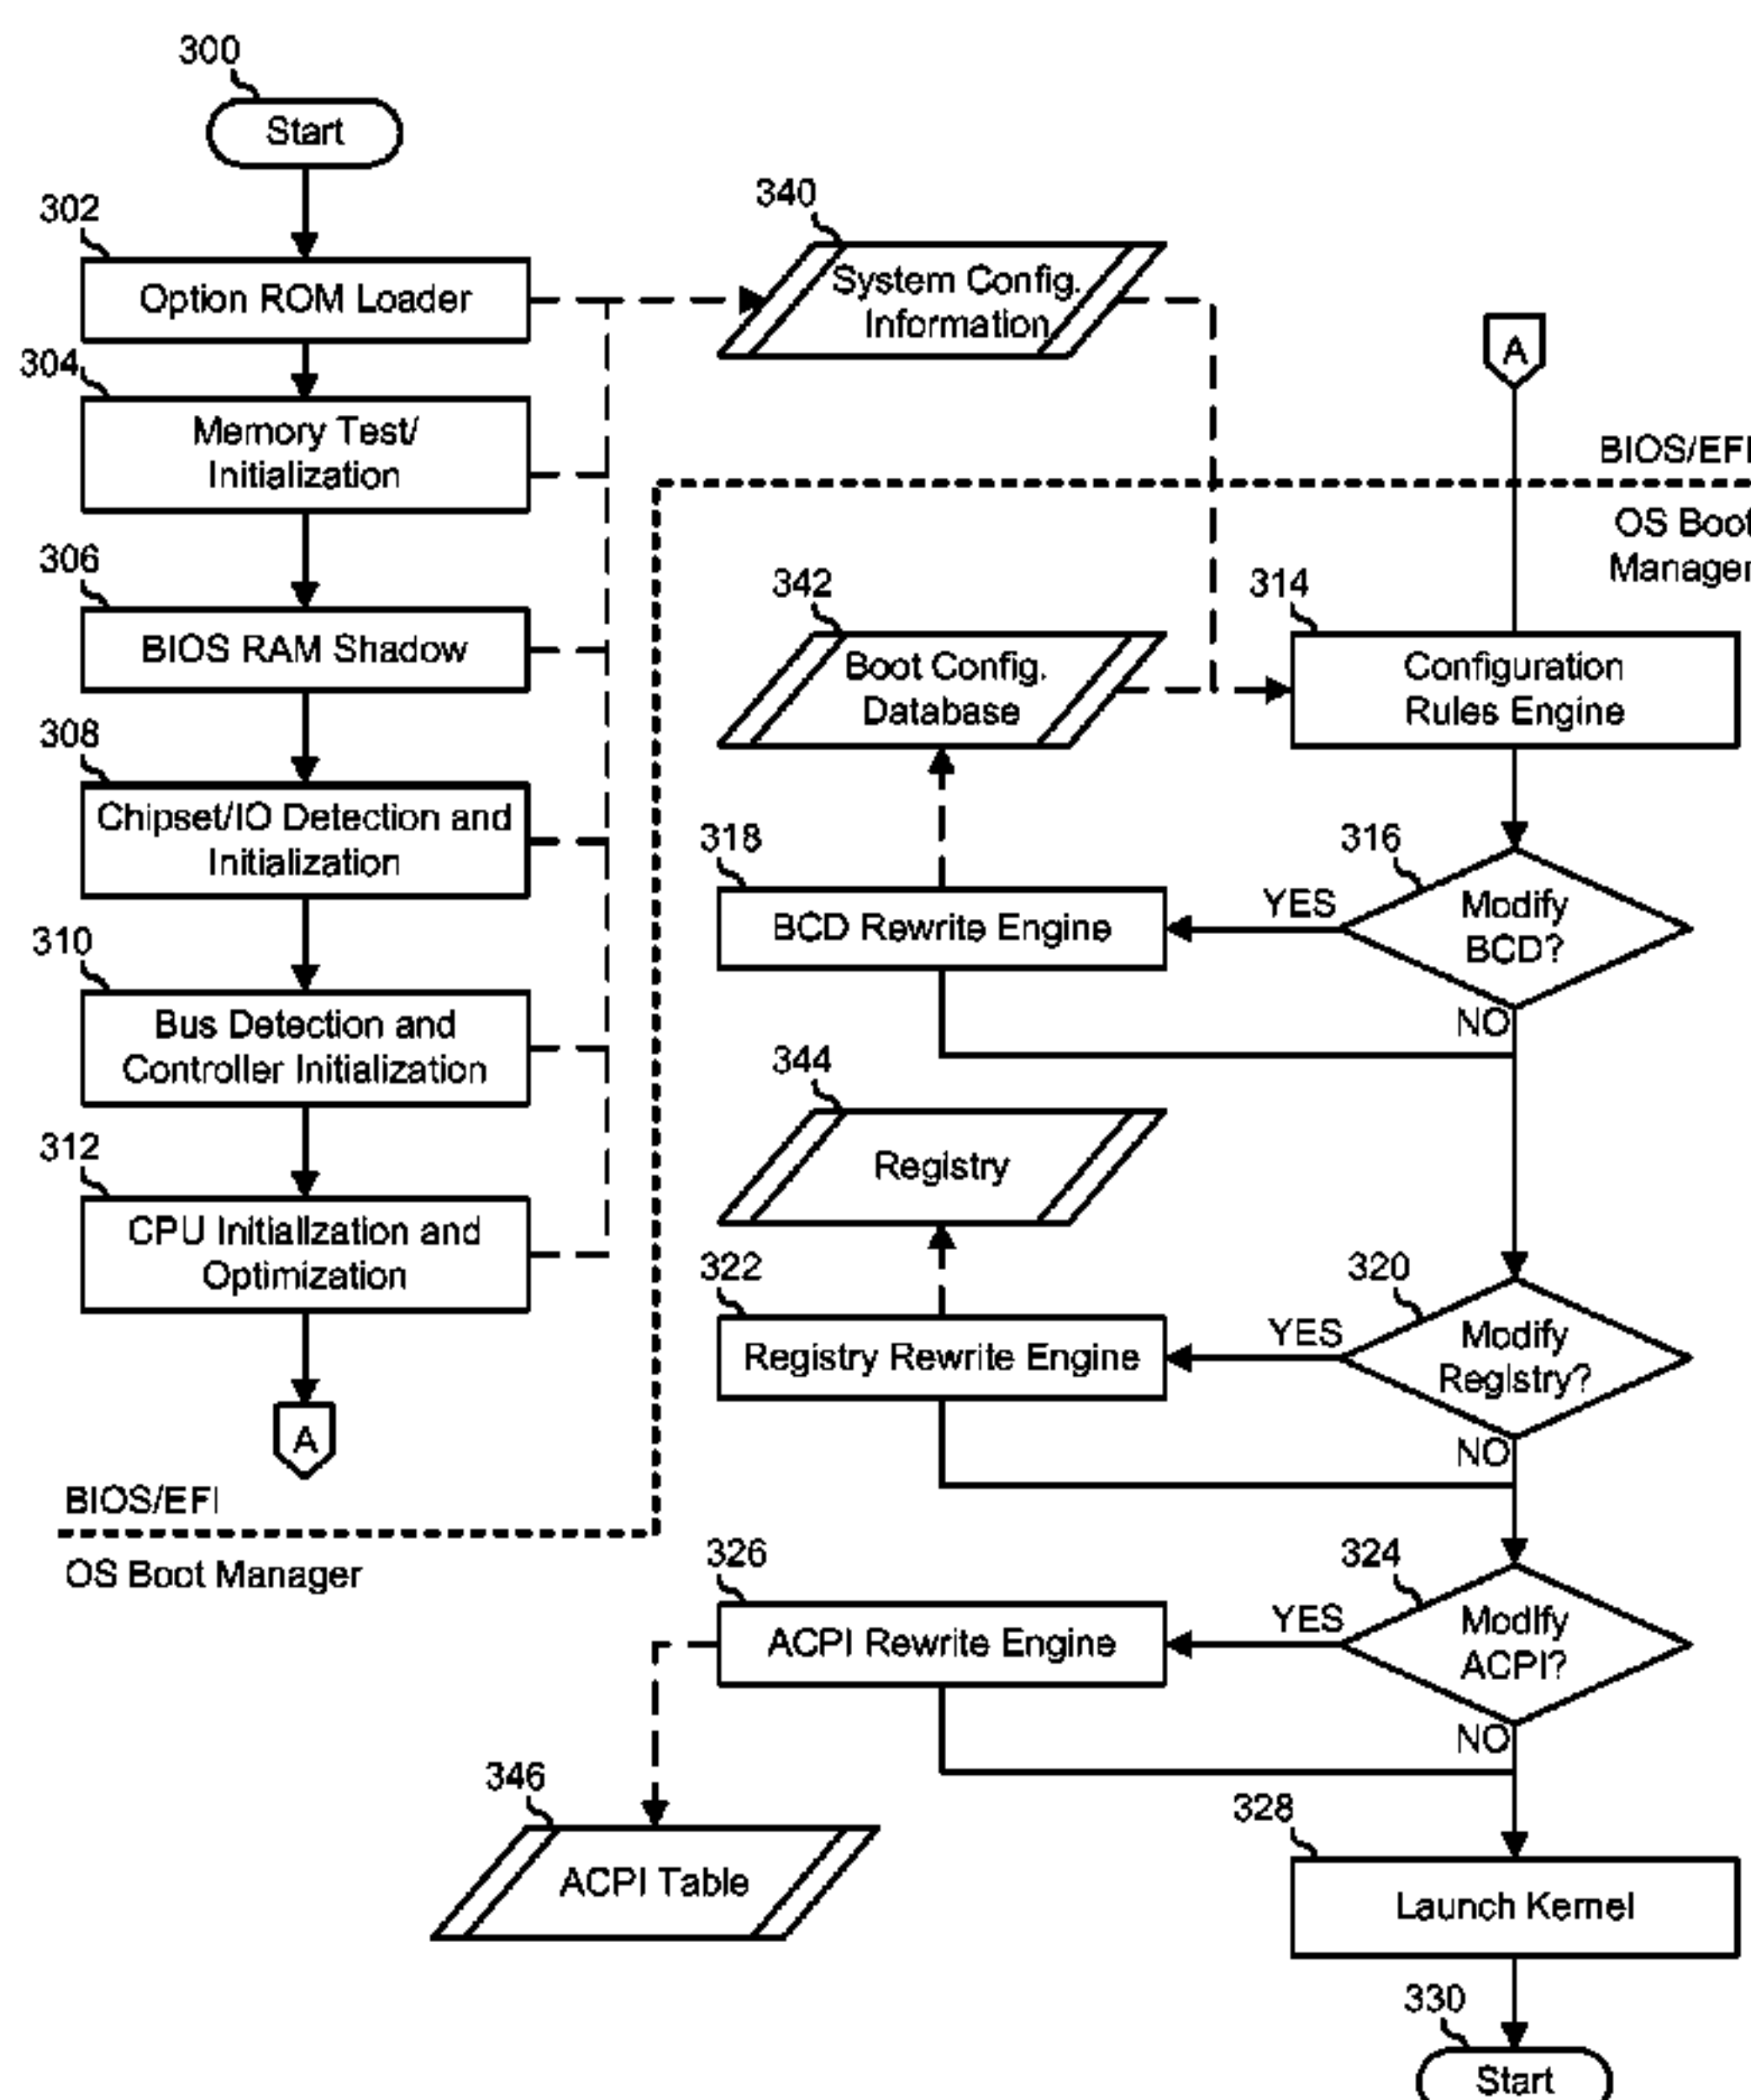 300
Start
302
Option ROM Loader
304
Memory Test/
Initialization
306
BIOS RAM Shadow
308
Chipset/IO Detection and
Initialization
310
Bus Detection and
Controller Initialization
312
CPU Initialization and
Optimization
A
BIOS/EFI
OS Boot Manager
340
System Config.
Information
A
BIOS/EFI
OS Boot
Manager
342
Boot Config.
Database
314
Configuration
Rules Engine
316
Modify
BCD?
YES
NO
318
BCD Rewrite Engine
344
Registry
320
Modify
Registry?
YES
NO
322
Registry Rewrite Engine
324
Modify
ACPI?
YES
NO
326
ACPI Rewrite Engine
346
ACPI Table
328
Launch Kernel
330
Start